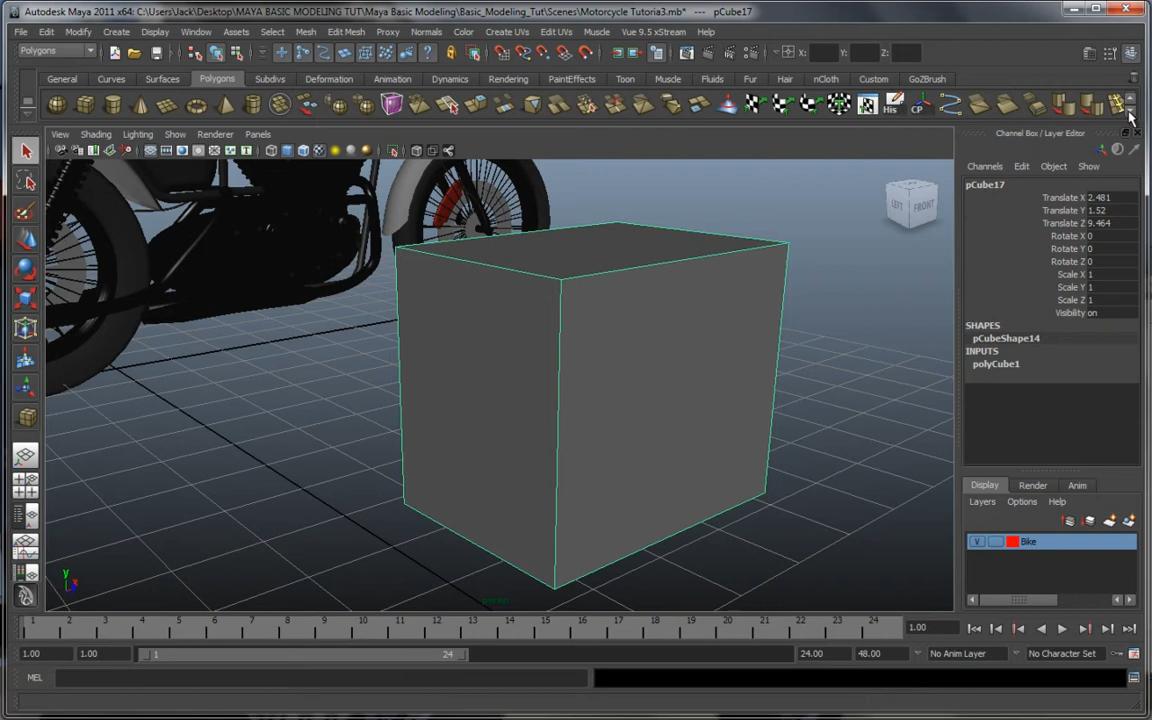 Autodesk Maya 2011 x64: C:\Users\Jack\Desktop\MAYA BASIC MODELING TUT\Maya Basic Modeling\Basic_Modeling_Tut\Scenes\Motorcycle Tutoria3.mb* --- pCube17
File Edit Modify Create Display Window Assets Select Mesh Edit Mesh Proxy Normals Color Create UVs Edit UVs Muscle Vue 9.5 xStream Help
Polygons X: Y: Z:
General Curves Surfaces Polygons Subdivs Deformation Animation Dynamics Rendering PaintEffects Toon Muscle Fluids Fur Hair nCloth Custom GoZBrush
His CP
View Shading Lighting Show Renderer Panels
Channel Box / Layer Editor
Channels Edit Object Show
pCube17
Translate X 2.481
Translate Y 1.52
Translate Z 9.464
Rotate X 0
Rotate Y 0
Rotate Z 0
Scale X 1
Scale Y 1
Scale Z 1
Visibility on
SHAPES
pCubeShape14
INPUTS
polyCube1
LEFT FRONT
Display Render Anim
Layers Options Help
V Bike
y
x
persp
1 2 3 4 5 6 7 8 9 10 11 12 13 14 15 16 17 18 19 20 21 22 23 24 1.00
1.00 1.00 1 24 24.00 48.00 No Anim Layer No Character Set
MEL